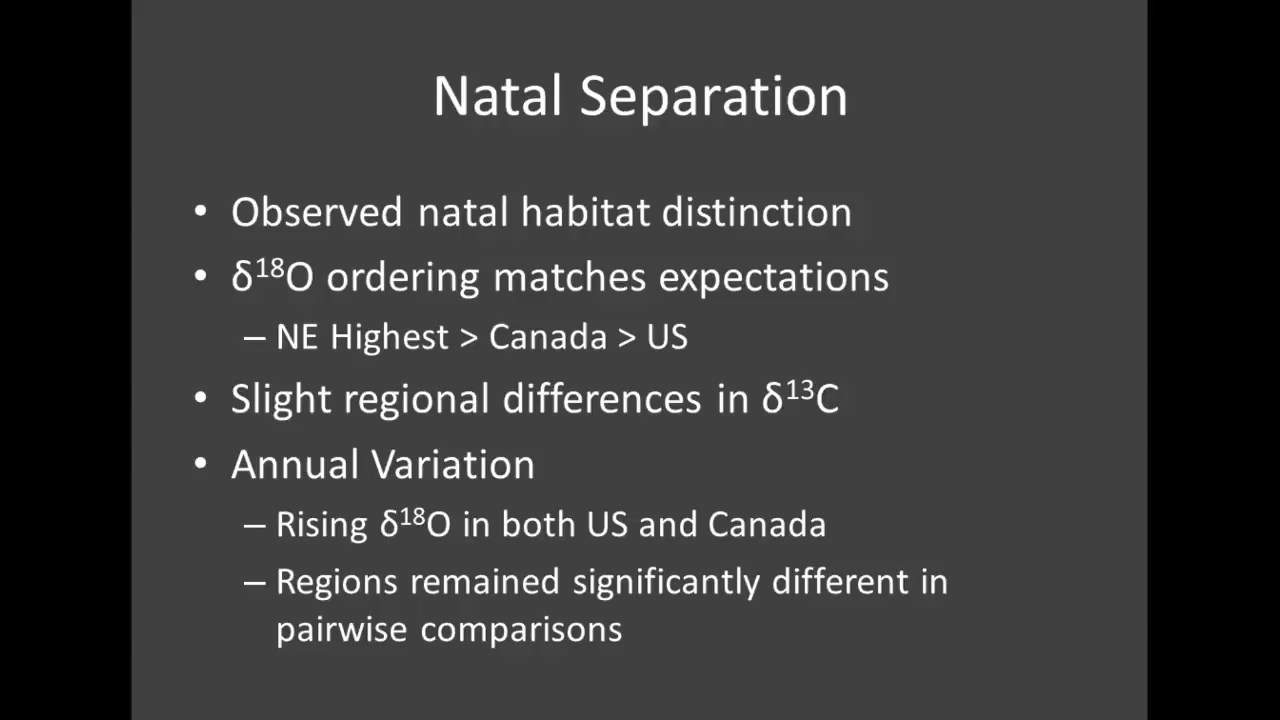 Natal Separation
• Observed natal habitat distinction
• δ¹⁸O ordering matches expectations
– NE Highest > Canada > US
• Slight regional differences in δ¹³C
• Annual Variation
– Rising δ¹⁸O in both US and Canada
– Regions remained significantly different in
pairwise comparisons